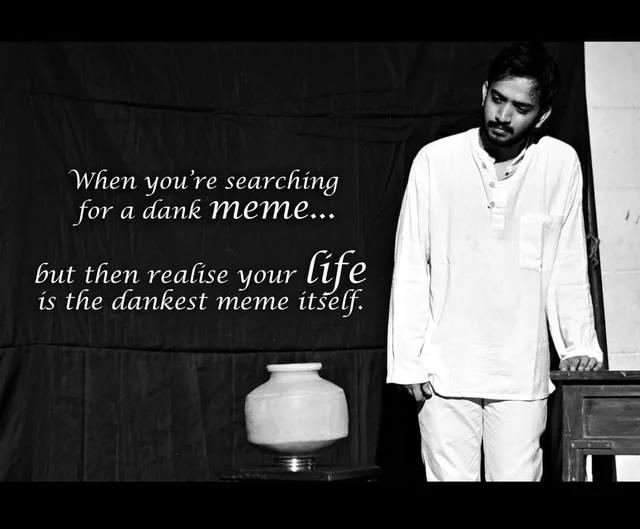 When you're searching
for a dank meme...
but then realise your life
is the dankest meme itself.